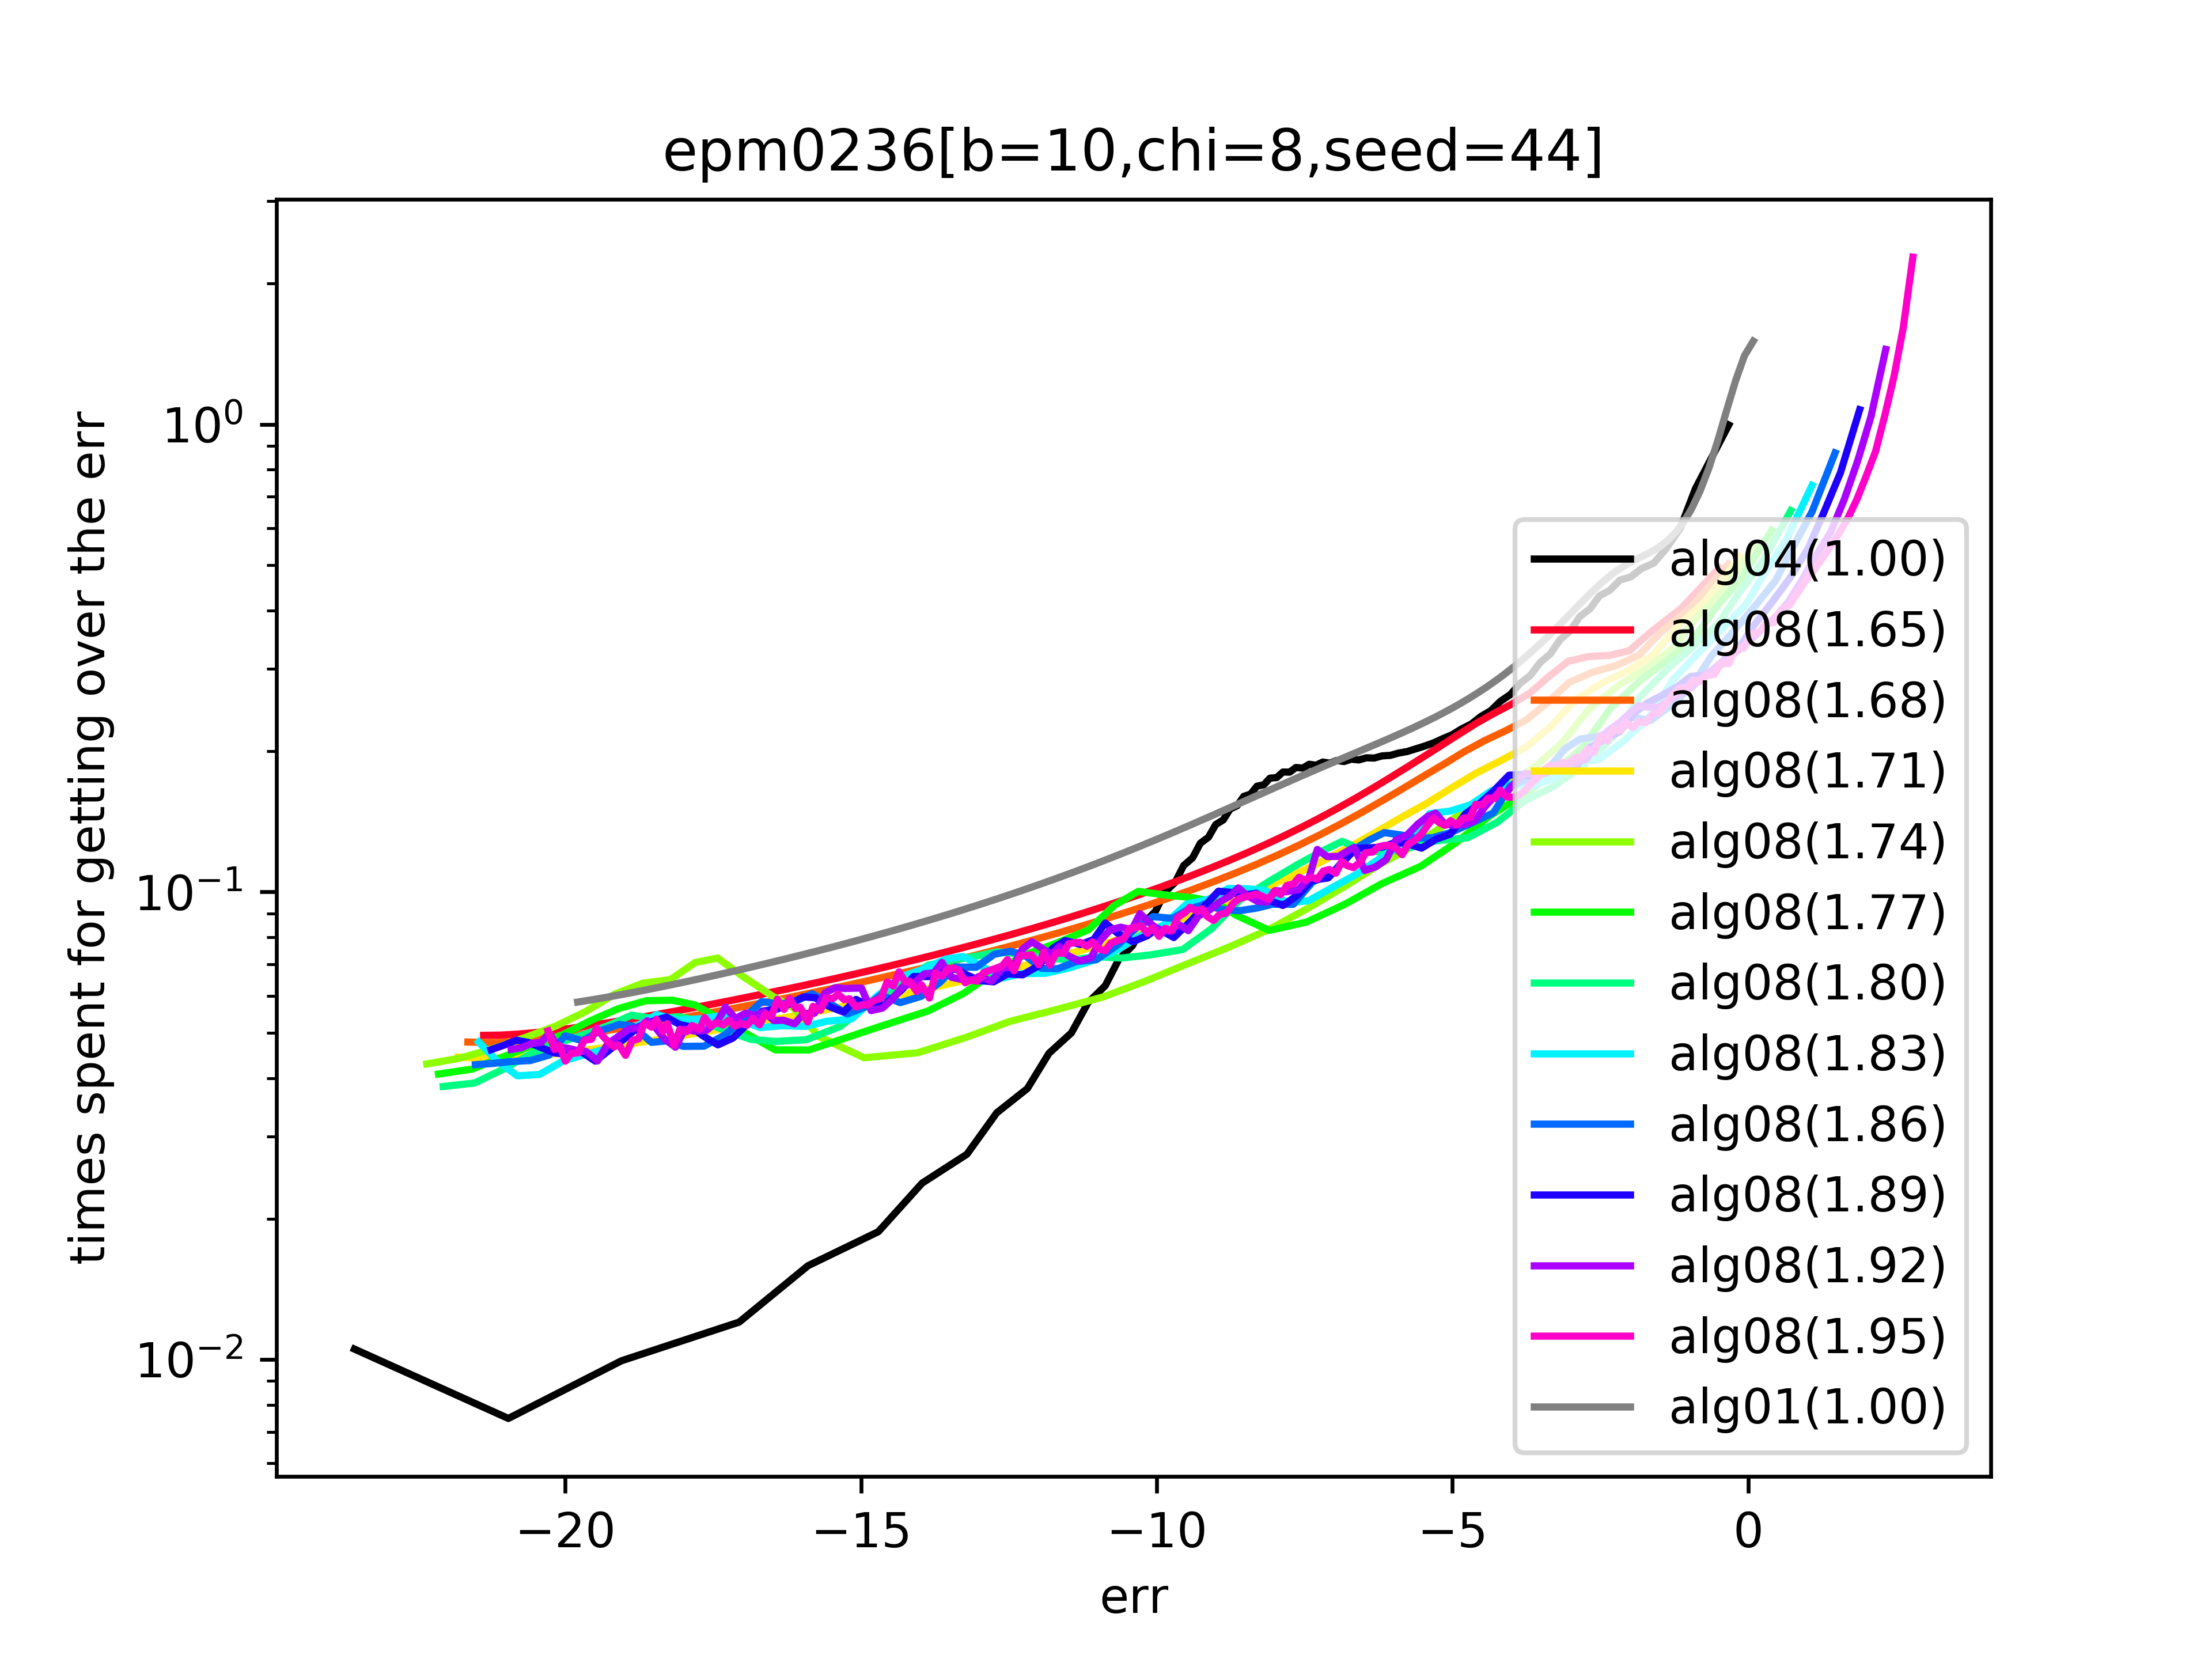 epm0236[b=10,chi=8,seed=44]
times spent for getting over the err
10⁰
10⁻¹
10⁻²
alg04(1.00)
alg08(1.65)
alg08(1.68)
alg08(1.71)
alg08(1.74)
alg08(1.77)
alg08(1.80)
alg08(1.83)
alg08(1.86)
alg08(1.89)
alg08(1.92)
alg08(1.95)
alg01(1.00)
−20 −15 −10 −5 0
err